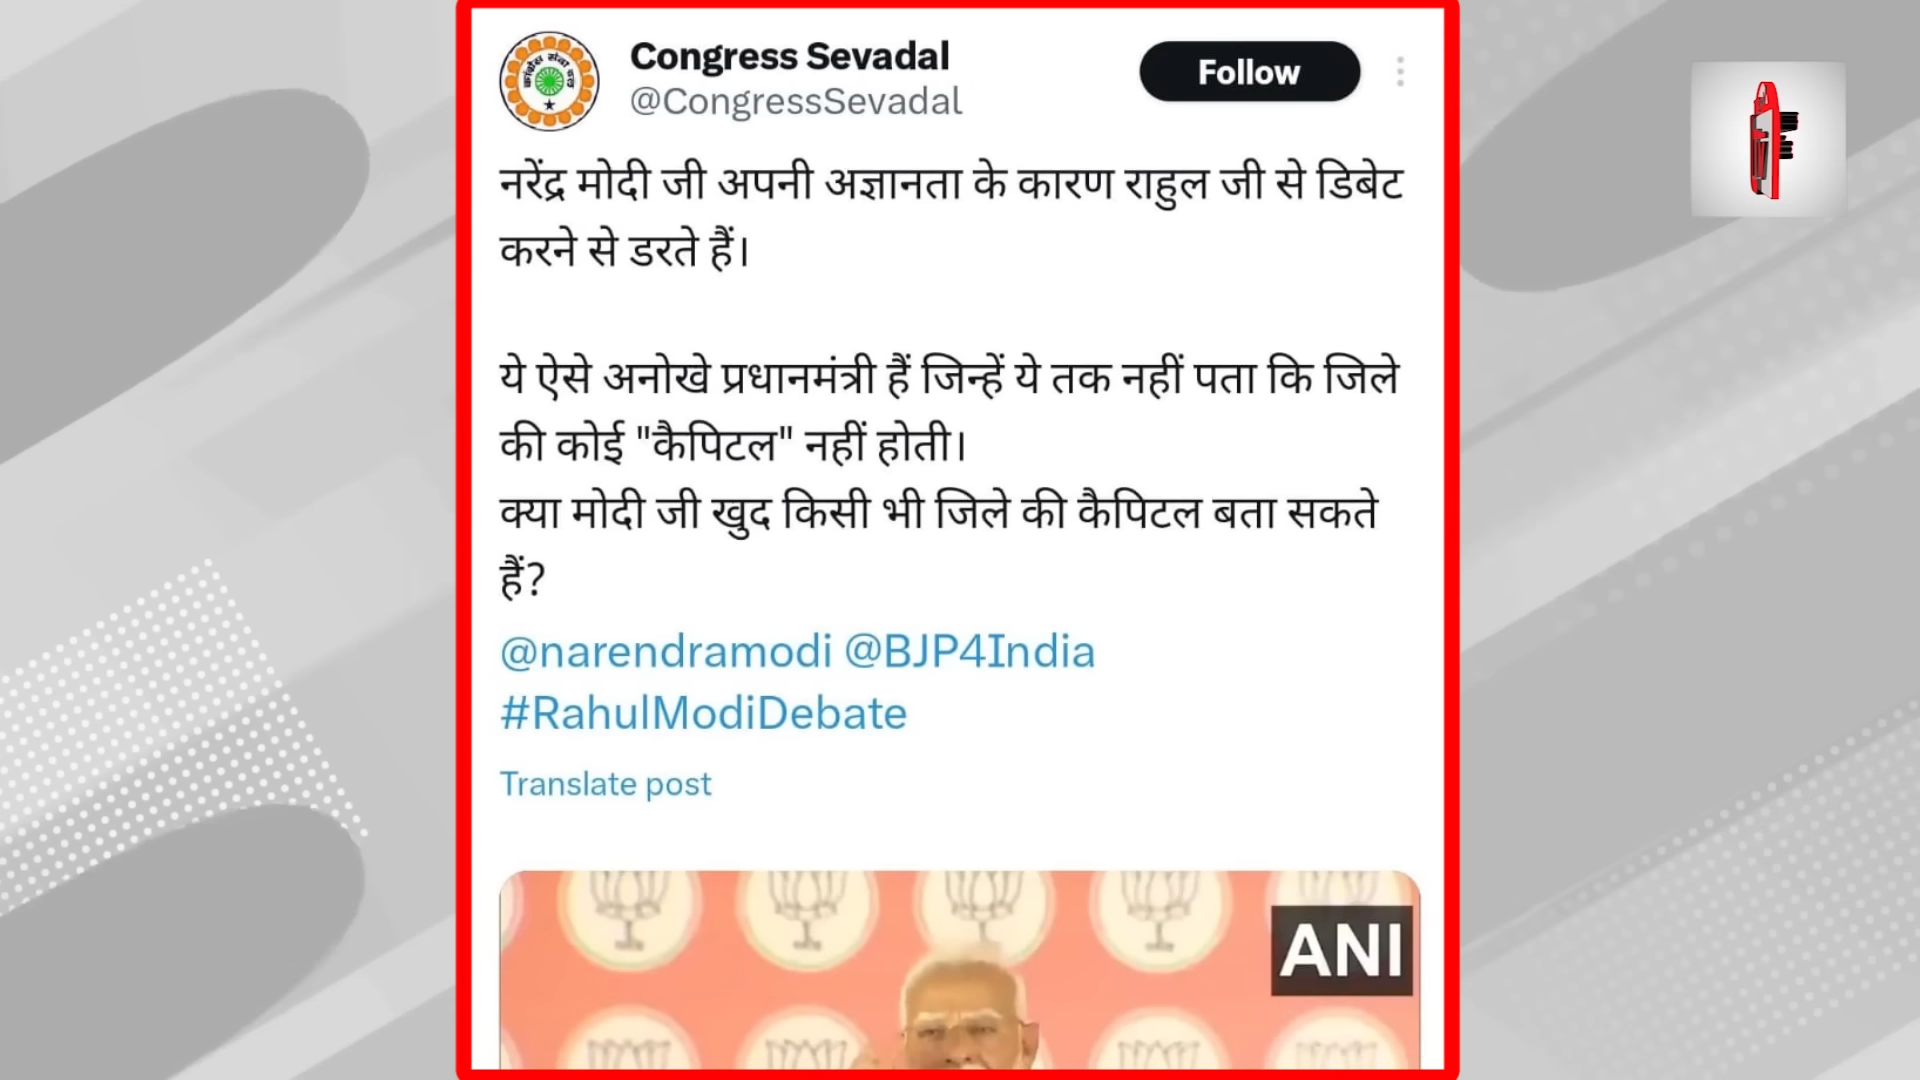 Congress Sevadal
@CongressSevadal
Follow
नरेंद्र मोदी जी अपनी अज्ञानता के कारण राहुल जी से डिबेट
करने से डरते हैं।
ये ऐसे अनोखे प्रधानमंत्री हैं जिन्हें ये तक नहीं पता कि जिले
की कोई "कैपिटल" नहीं होती।
क्या मोदी जी खुद किसी भी जिले की कैपिटल बता सकते
हैं?
@narendramodi @BJP4India
#RahulModiDebate
Translate post
ANI